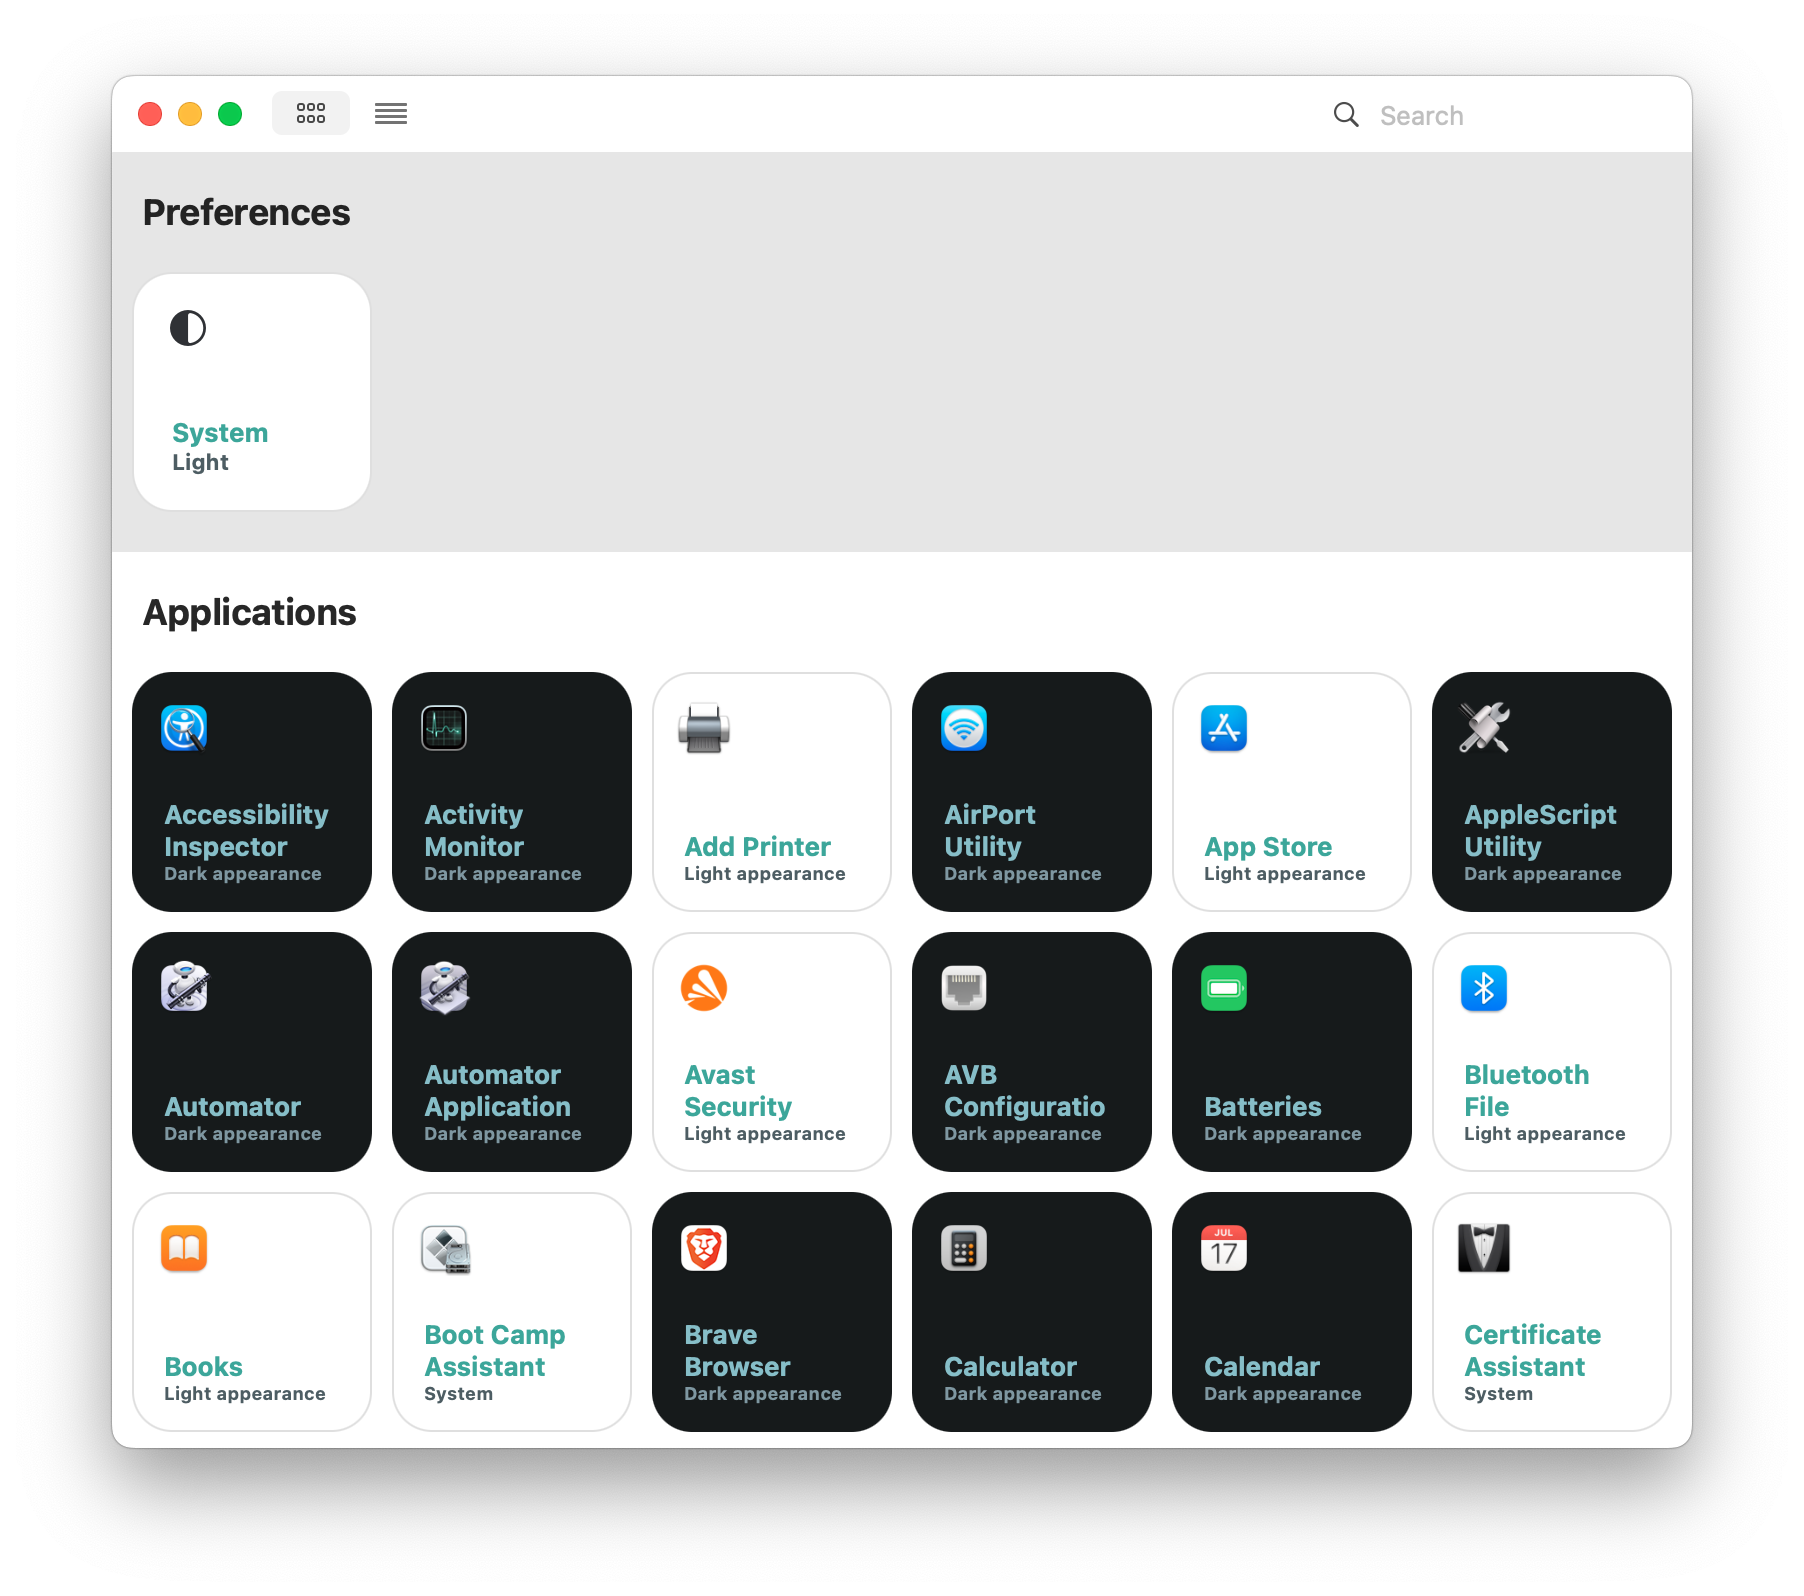 Search
Preferences
System
Light
Applications
Accessibility
Inspector
Dark appearance
Activity
Monitor
Dark appearance
Add Printer
Light appearance
AirPort
Utility
Dark appearance
App Store
Light appearance
AppleScript
Utility
Dark appearance
Automator
Dark appearance
Automator
Application
Dark appearance
Avast
Security
Light appearance
AVB
Configuratio
Dark appearance
Batteries
Dark appearance
Bluetooth
File
Light appearance
Books
Light appearance
Boot Camp
Assistant
System
Brave
Browser
Dark appearance
Calculator
Dark appearance
JUL
17
Calendar
Dark appearance
Certificate
Assistant
System